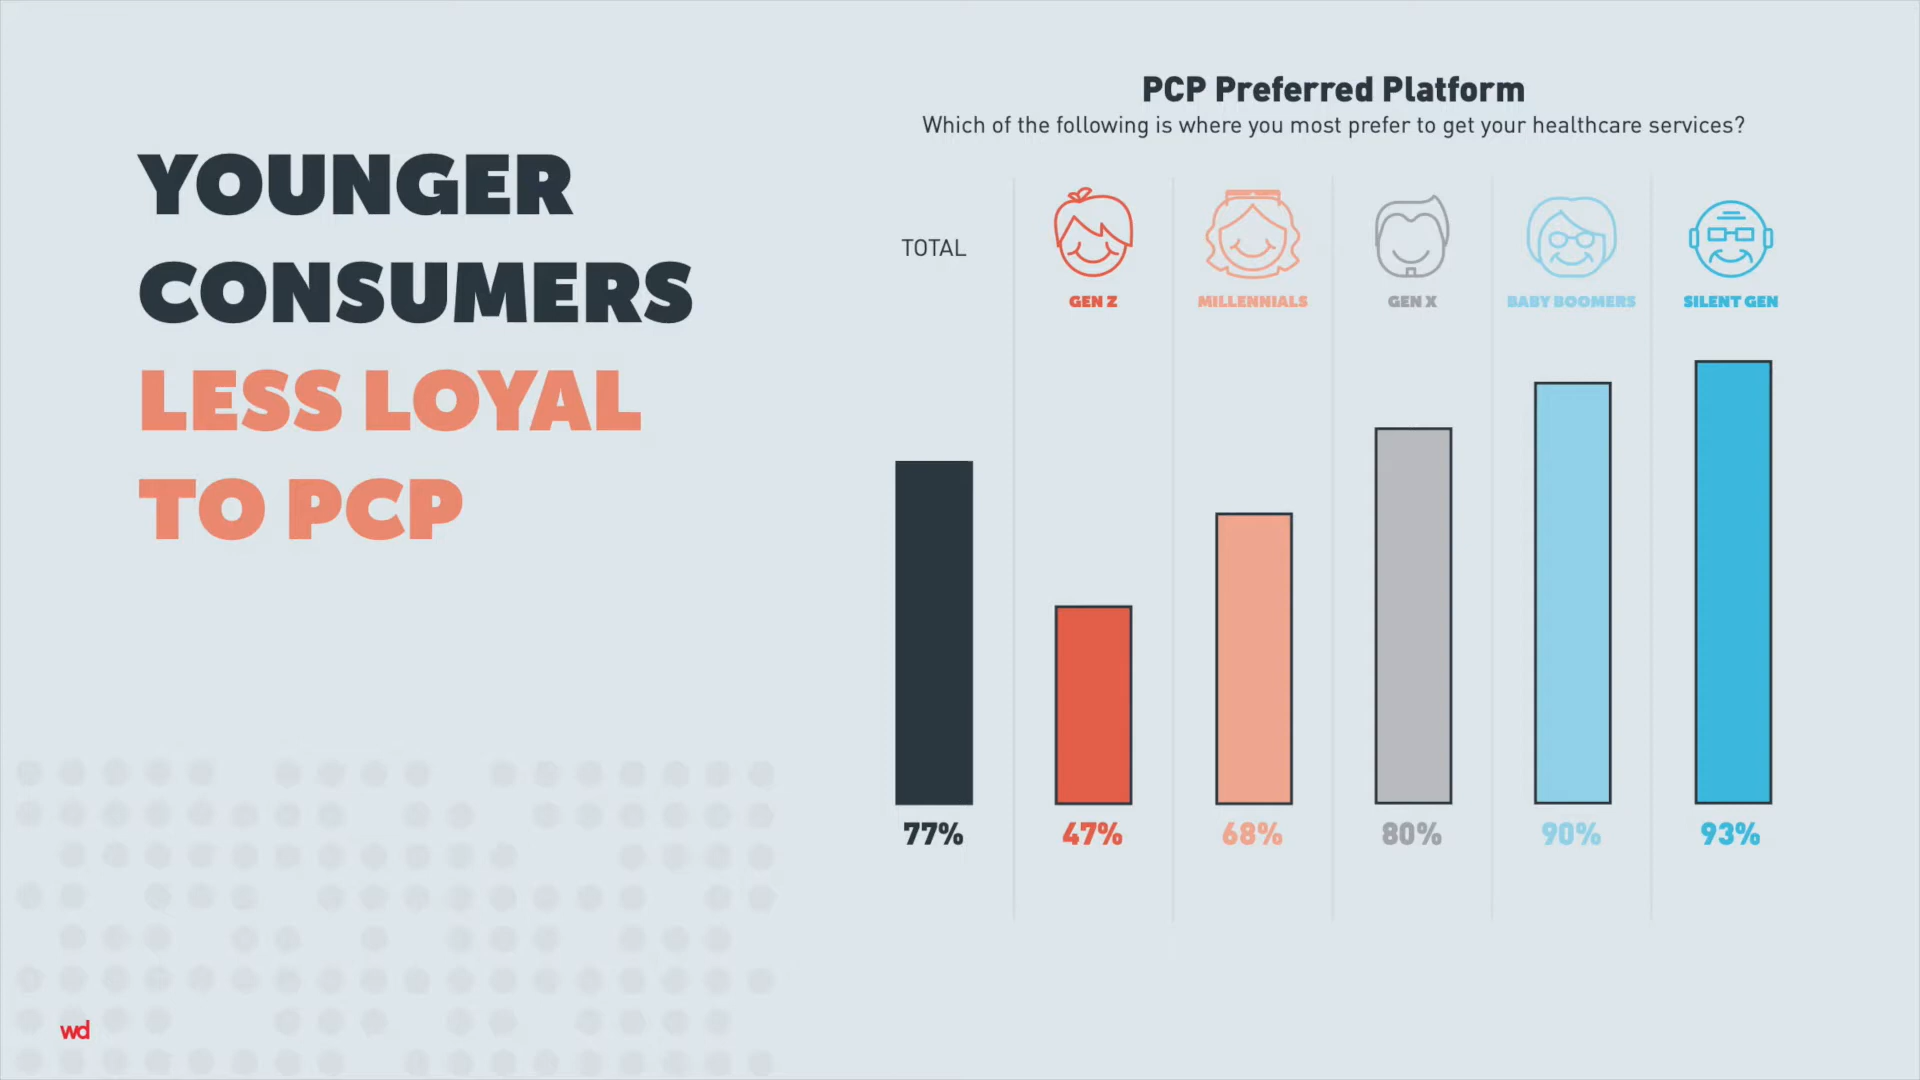 YOUNGER
CONSUMERS
LESS LOYAL
TO PCP
PCP Preferred Platform
Which of the following is where you most prefer to get your healthcare services?
TOTAL
GEN Z
MILLENNIALS
GEN X
BABY BOOMERS
SILENT GEN
77%
47%
68%
80%
90%
93%
wd